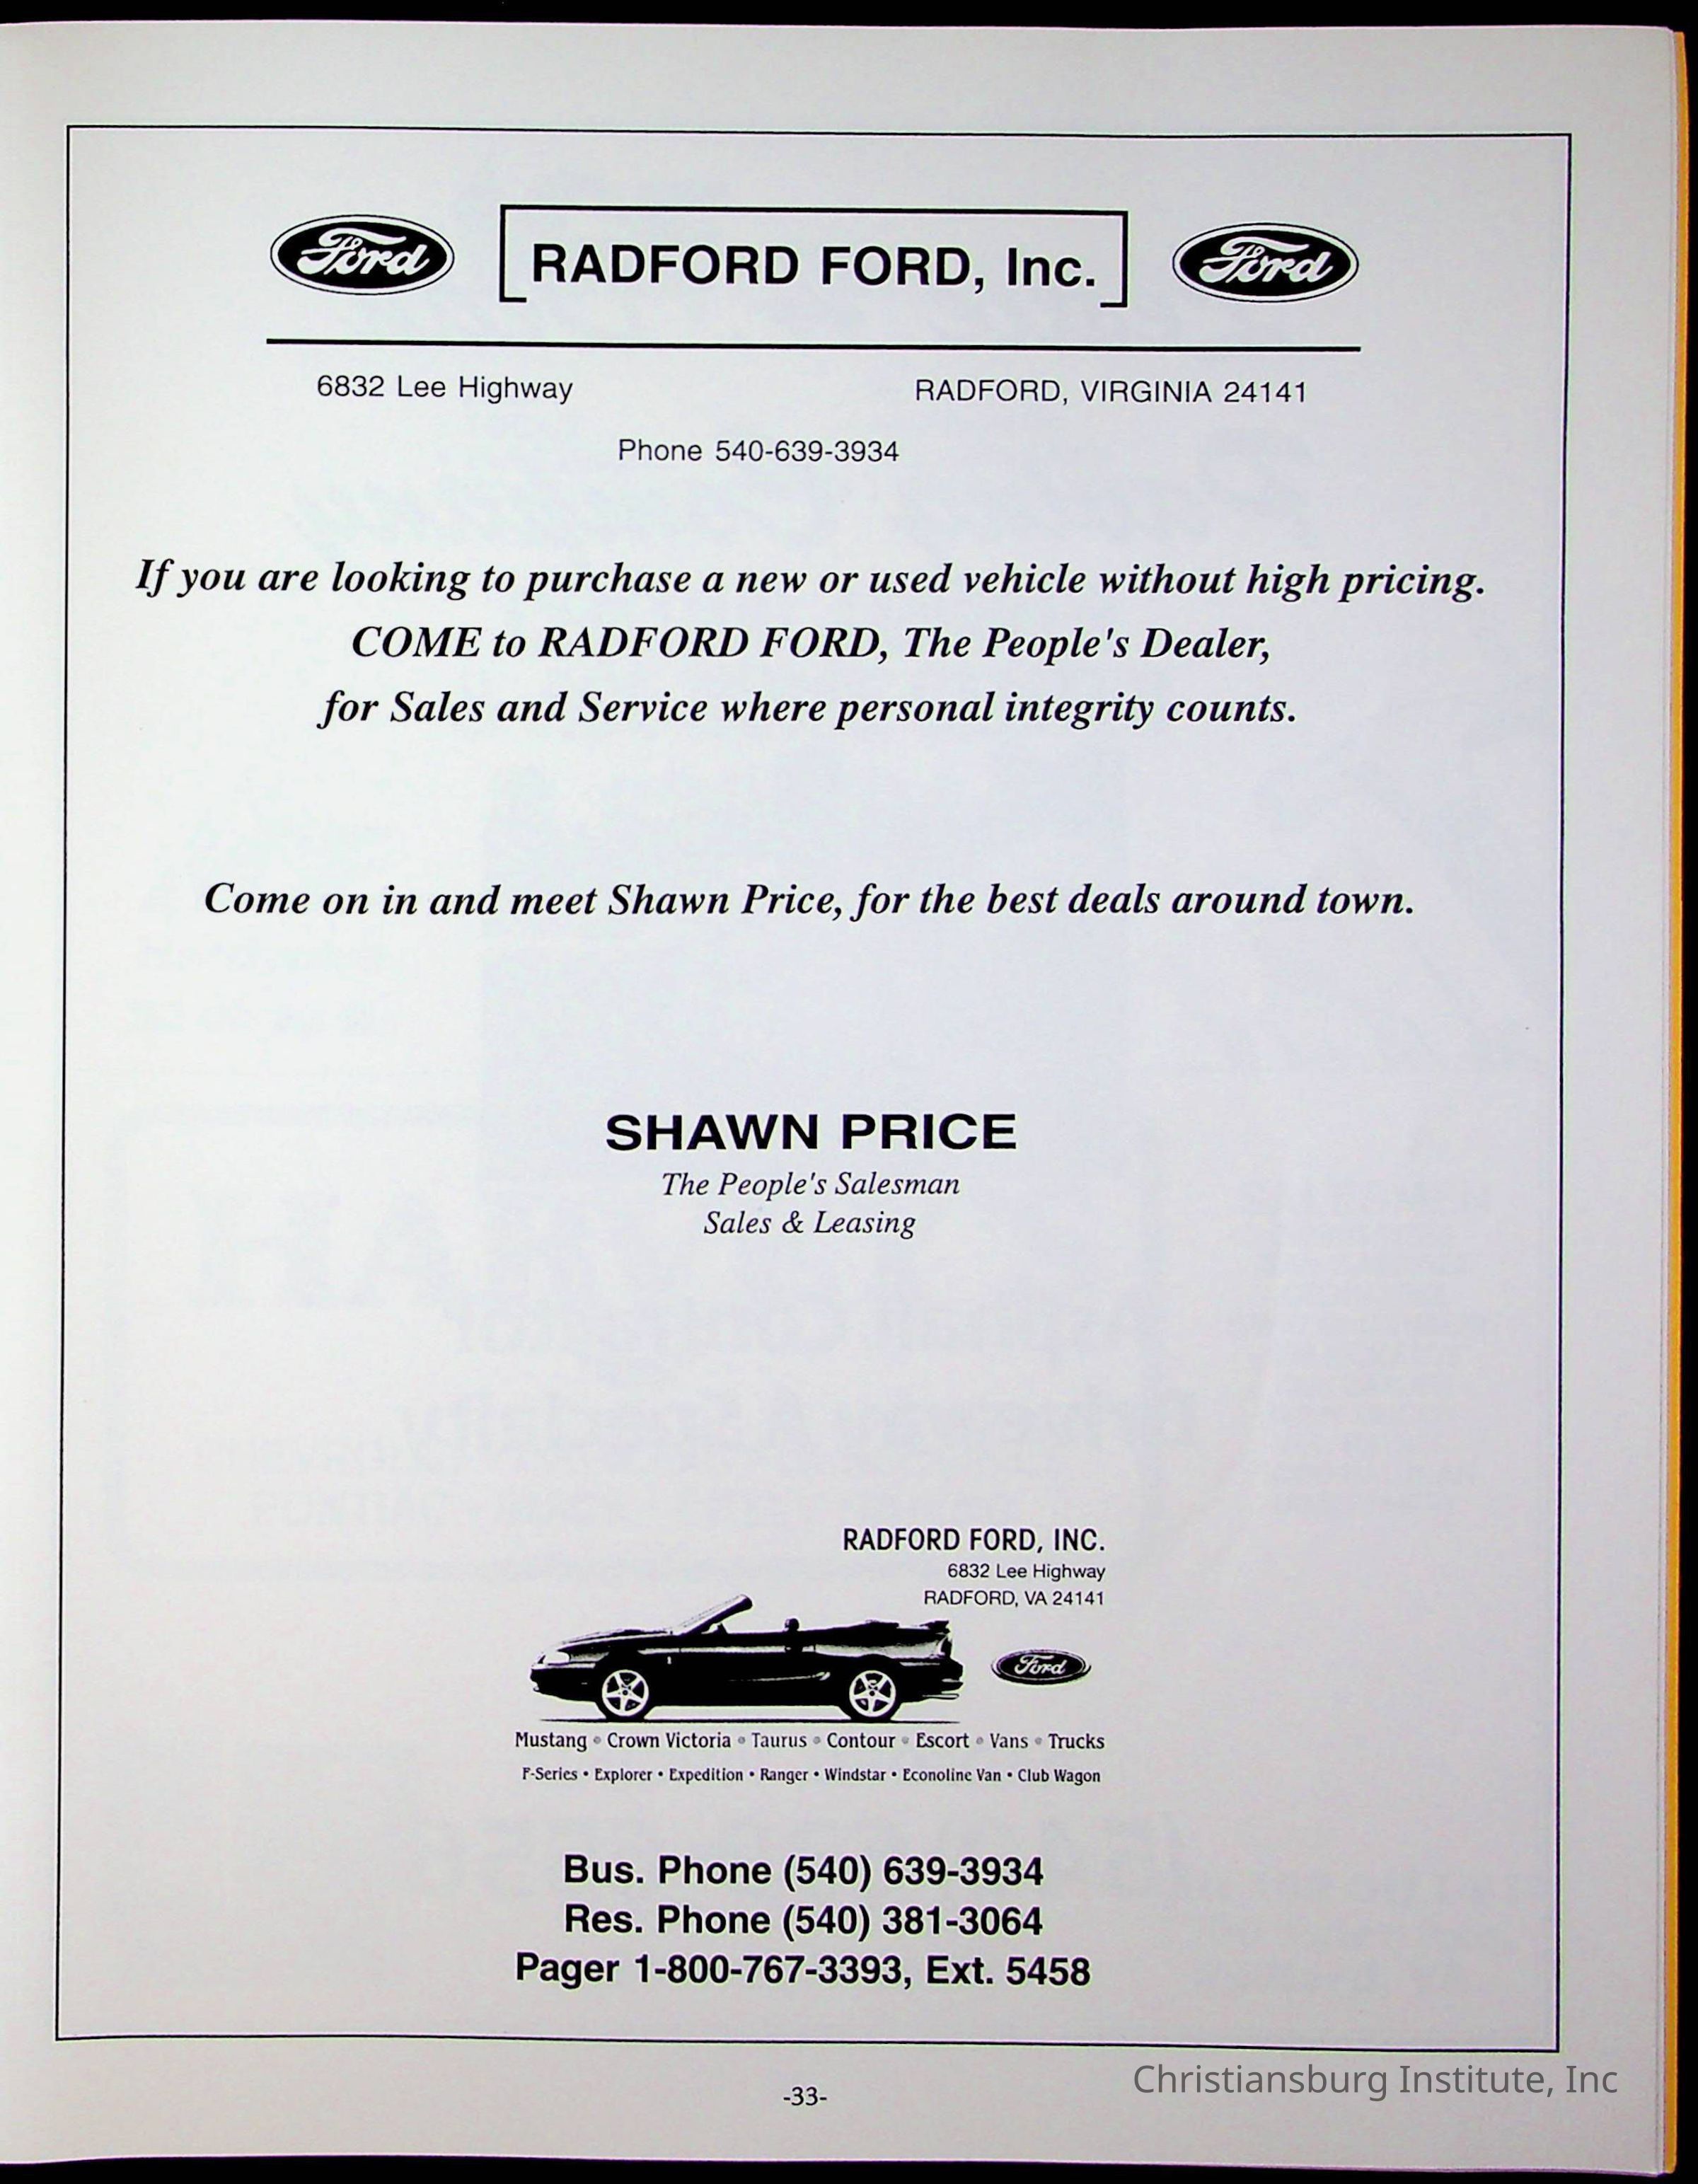 Ford RADFORD FORD, Inc. Ford
6832 Lee Highway RADFORD, VIRGINIA 24141
Phone 540-639-3934
If you are looking to purchase a new or used vehicle without high pricing.
COME to RADFORD FORD, The People's Dealer,
for Sales and Service where personal integrity counts.
Come on in and meet Shawn Price, for the best deals around town.
SHAWN PRICE
The People's Salesman
Sales & Leasing
RADFORD FORD, INC.
6832 Lee Highway
RADFORD, VA 24141
Ford
Mustang • Crown Victoria • Taurus • Contour • Escort • Vans • Trucks
F-Series • Explorer • Expedition • Ranger • Windstar • Econoline Van • Club Wagon
Bus. Phone (540) 639-3934
Res. Phone (540) 381-3064
Pager 1-800-767-3393, Ext. 5458
Christiansburg Institute, Inc
-33-